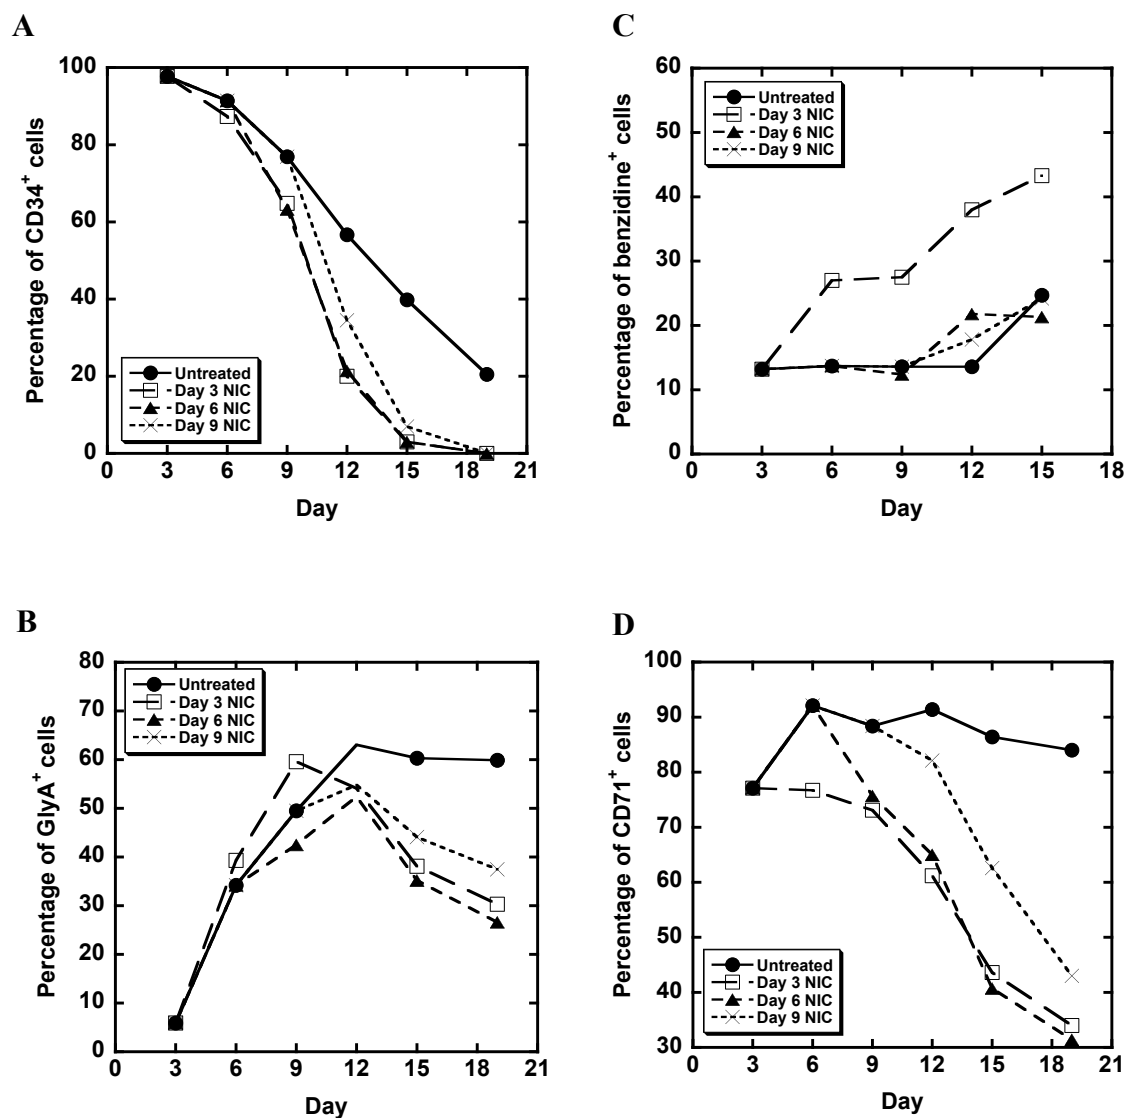 A
Percentage of CD34+ cells
100
80
60
40
20
0
Untreated
Day 3 NIC
Day 6 NIC
Day 9 NIC
0 3 6 9 12 15 18 21
Day
C
Percentage of benzidine+ cells
60
50
40
30
20
10
0
Untreated
Day 3 NIC
Day 6 NIC
Day 9 NIC
0 3 6 9 12 15 18
Day
B
Percentage of GlyA+ cells
80
70
60
50
40
30
20
10
0
Untreated
Day 3 NIC
Day 6 NIC
Day 9 NIC
0 3 6 9 12 15 18 21
Day
D
Percentage of CD71+ cells
100
90
80
70
60
50
40
30
Untreated
Day 3 NIC
Day 6 NIC
Day 9 NIC
0 3 6 9 12 15 18 21
Day